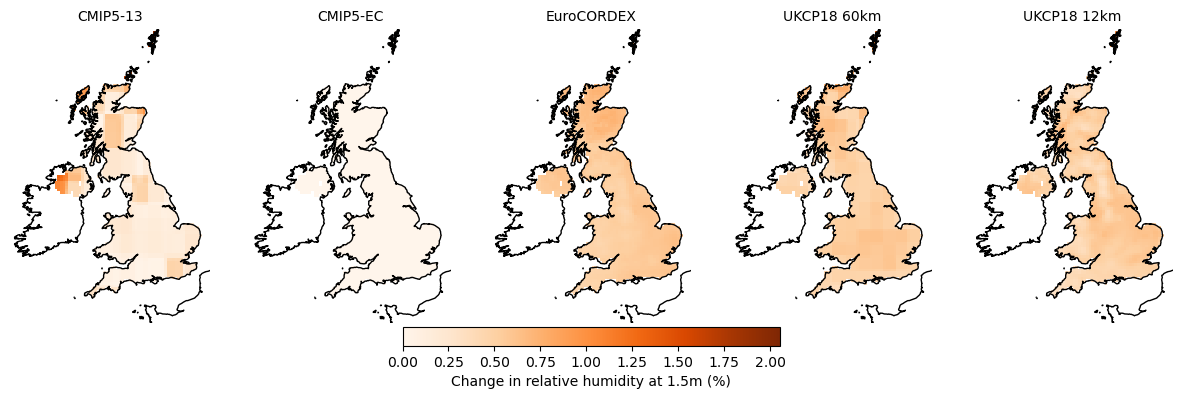 CMIP5-13 CMIP5-EC EuroCORDEX UKCP18 60km UKCP18 12km
0.00 0.25 0.50 0.75 1.00 1.25 1.50 1.75 2.00
Change in relative humidity at 1.5m (%)